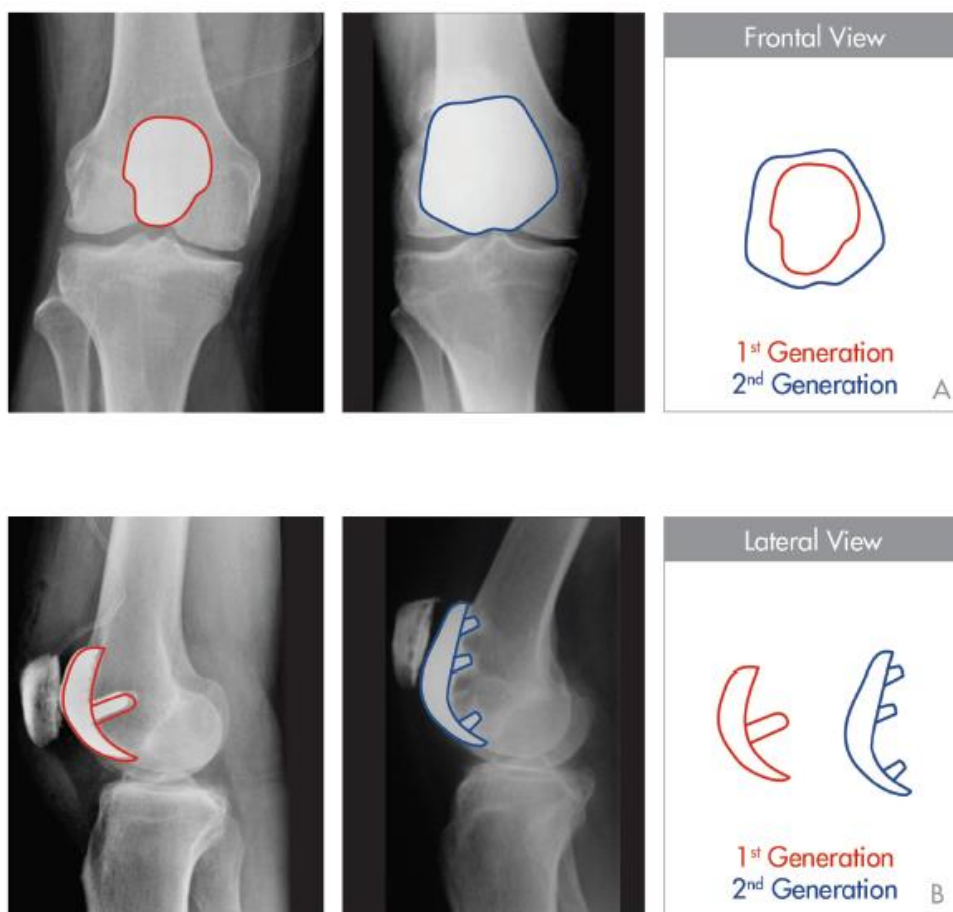 Frontal View
1st Generation
2nd Generation
A
Lateral View
1st Generation
2nd Generation
B